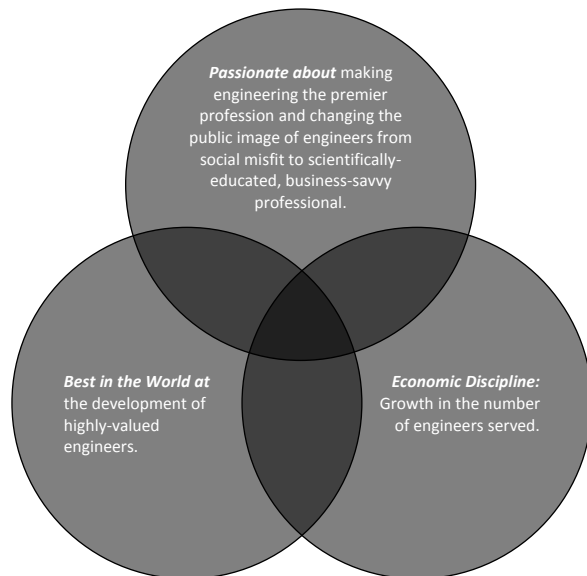 Passionate about making
engineering the premier
profession and changing the
public image of engineers from
social misfit to scientifically-
educated, business-savvy
professional.
Best in the World at
the development of
highly-valued
engineers.
Economic Discipline:
Growth in the number
of engineers served.